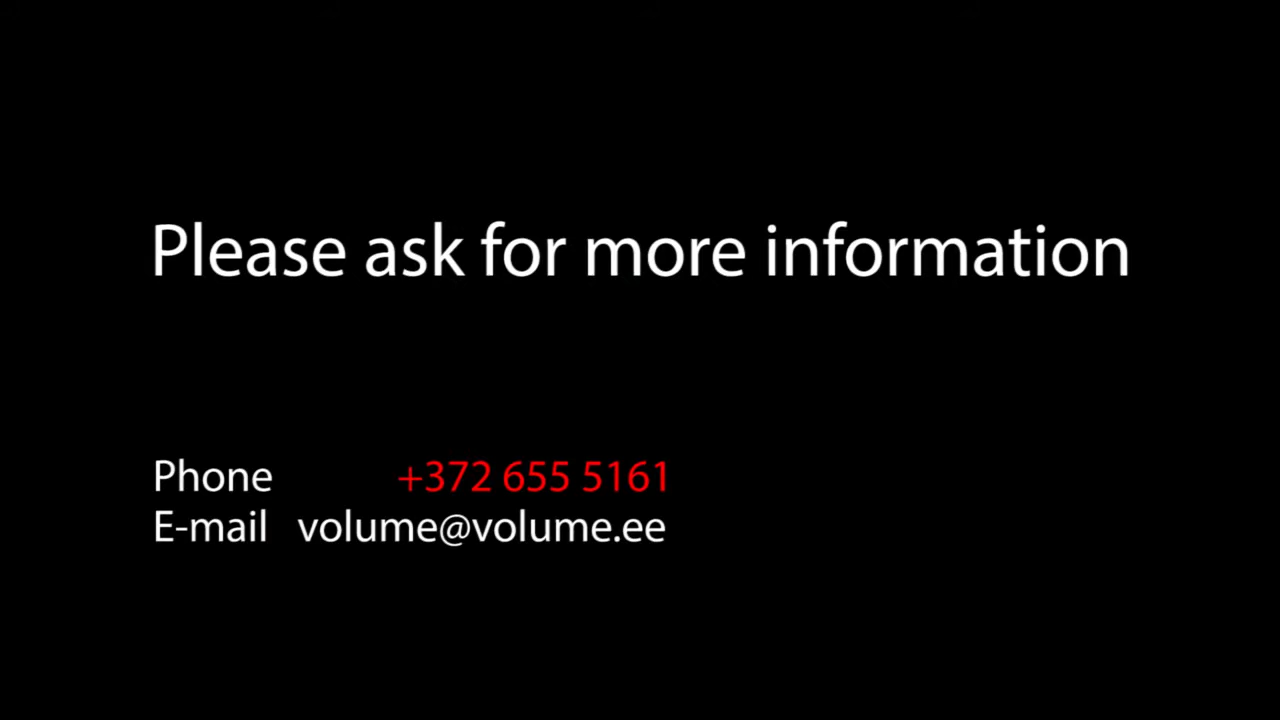 Please ask for more information
Phone +372 655 5161
E-mail volume@volume.ee